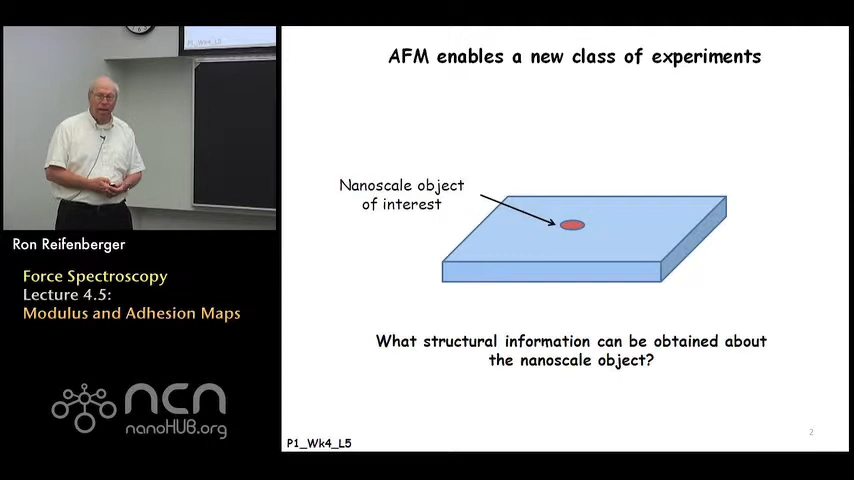 P1_Wk4_L5
AFM enables a new class of experiments
Nanoscale object
of interest
What structural information can be obtained about
the nanoscale object?
2
P1_Wk4_L5
Ron Reifenberger
Force Spectroscopy
Lecture 4.5:
Modulus and Adhesion Maps
ncn
nanoHUB.org